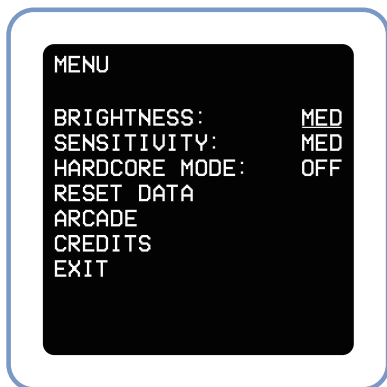 MENU
BRIGHTNESS: MED
SENSITIVITY: MED
HARDCORE MODE: OFF
RESET DATA
ARCADE
CREDITS
EXIT